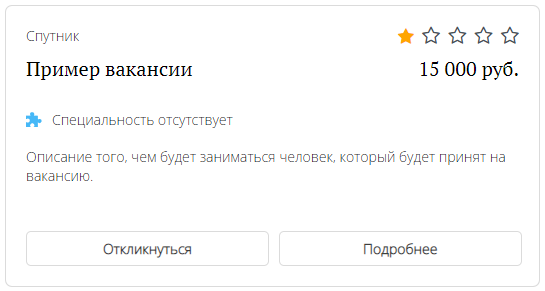 Спутник
Пример вакансии
15 000 руб.
Специальность отсутствует
Описание того, чем будет заниматься человек, который будет принят на
вакансию.
Откликнуться
Подробнее